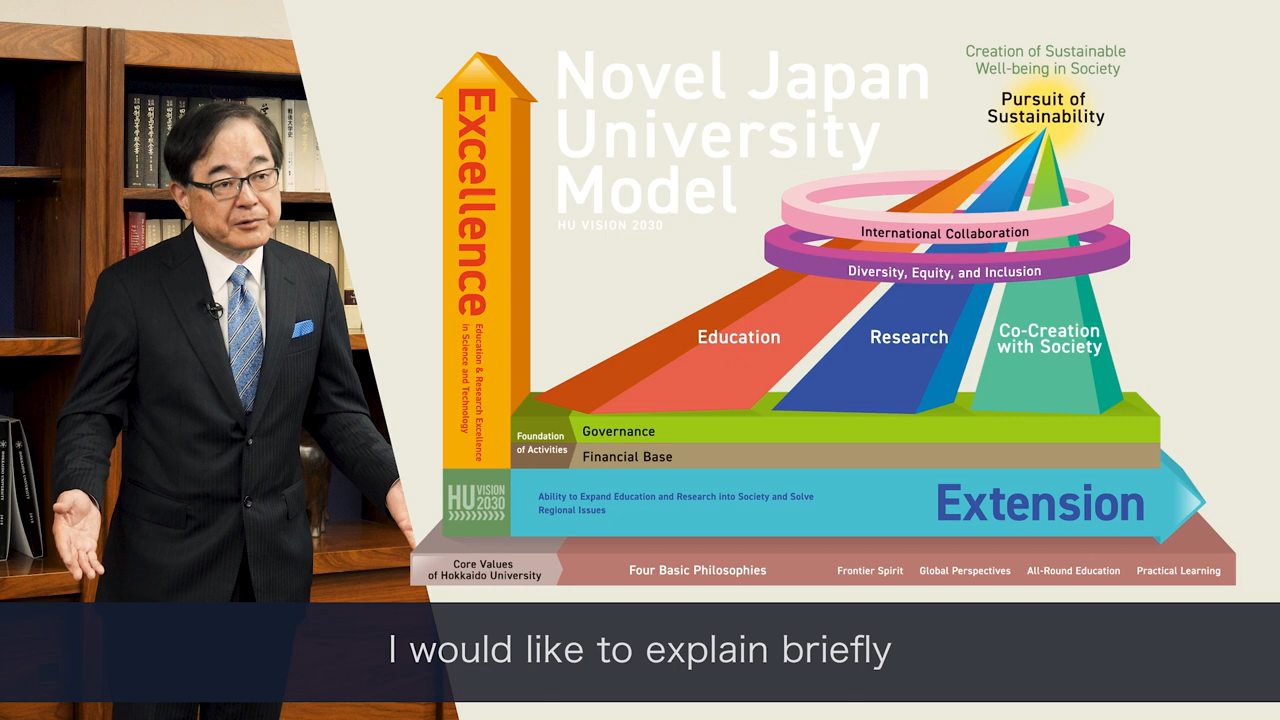 Novel Japan
University
Model
HU VISION 2030
Excellence
Education & Research Excellence
in Science and Technology
Creation of Sustainable
Well-being in Society
Pursuit of
Sustainability
International Collaboration
Diversity, Equity, and Inclusion
Education
Research
Co-Creation
with Society
Foundation
of Activities
Governance
Financial Base
HU VISION
2030
Ability to Expand Education and Research into Society and Solve
Regional Issues
Extension
Core Values
of Hokkaido University
Four Basic Philosophies
Frontier Spirit
Global Perspectives
All-Round Education
Practical Learning
HOKKAIDO UNIVERSITY
HOKKAIDO UNIVERSITY
I would like to explain briefly